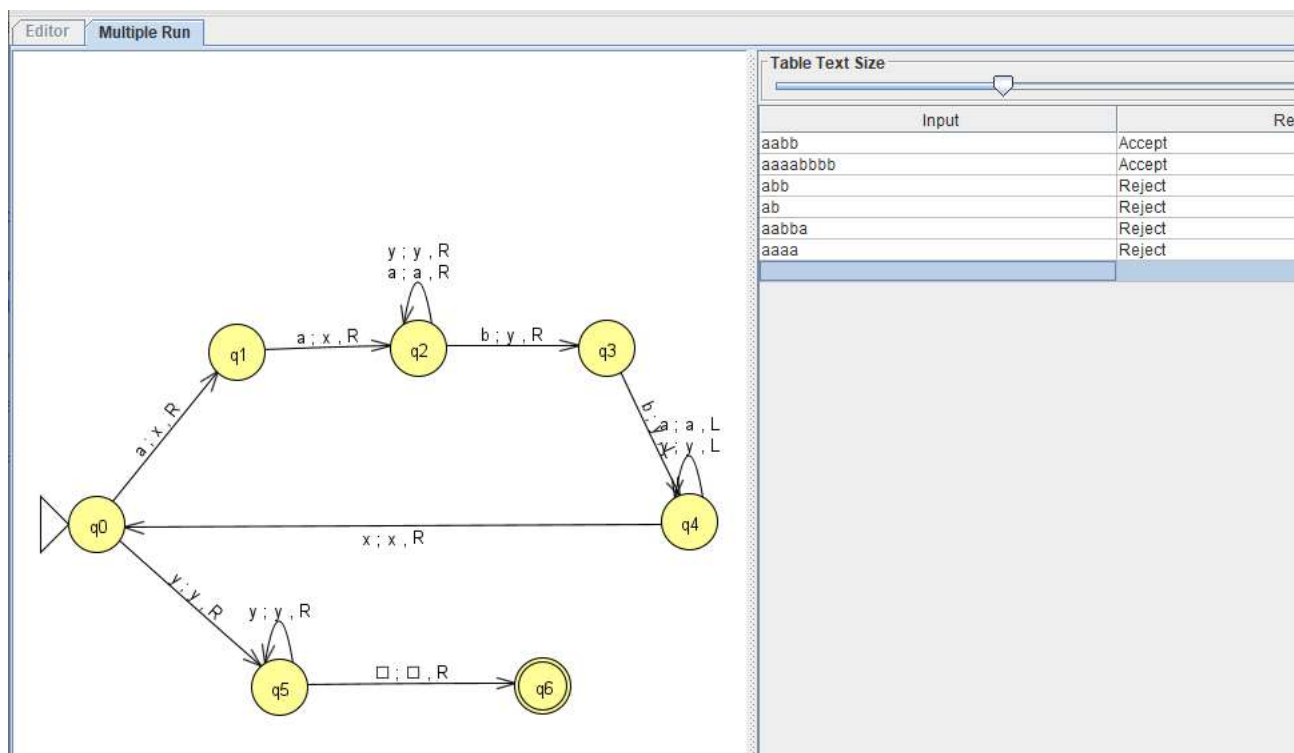 Editor
Multiple Run
Table Text Size
Input
Re
aabb
Accept
aaaabbbb
Accept
abb
Reject
ab
Reject
aabba
Reject
aaaa
Reject
y ; y , R
a ; a , R
q1
a ; x , R
q2
b ; y , R
q3
a ; x , R
a ; a , L
y ; y , L
q0
x ; x , R
q4
y ; y , R
y ; y , R
q5
□ ; □ , R
q6